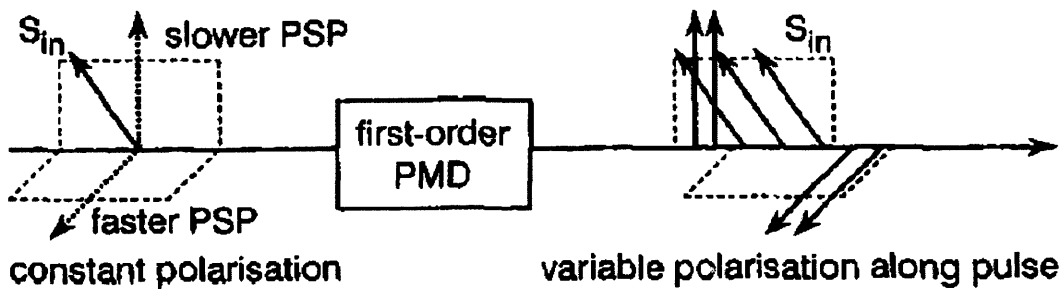 S_in
slower PSP
S_in
first-order
PMD
faster PSP
constant polarisation
variable polarisation along pulse